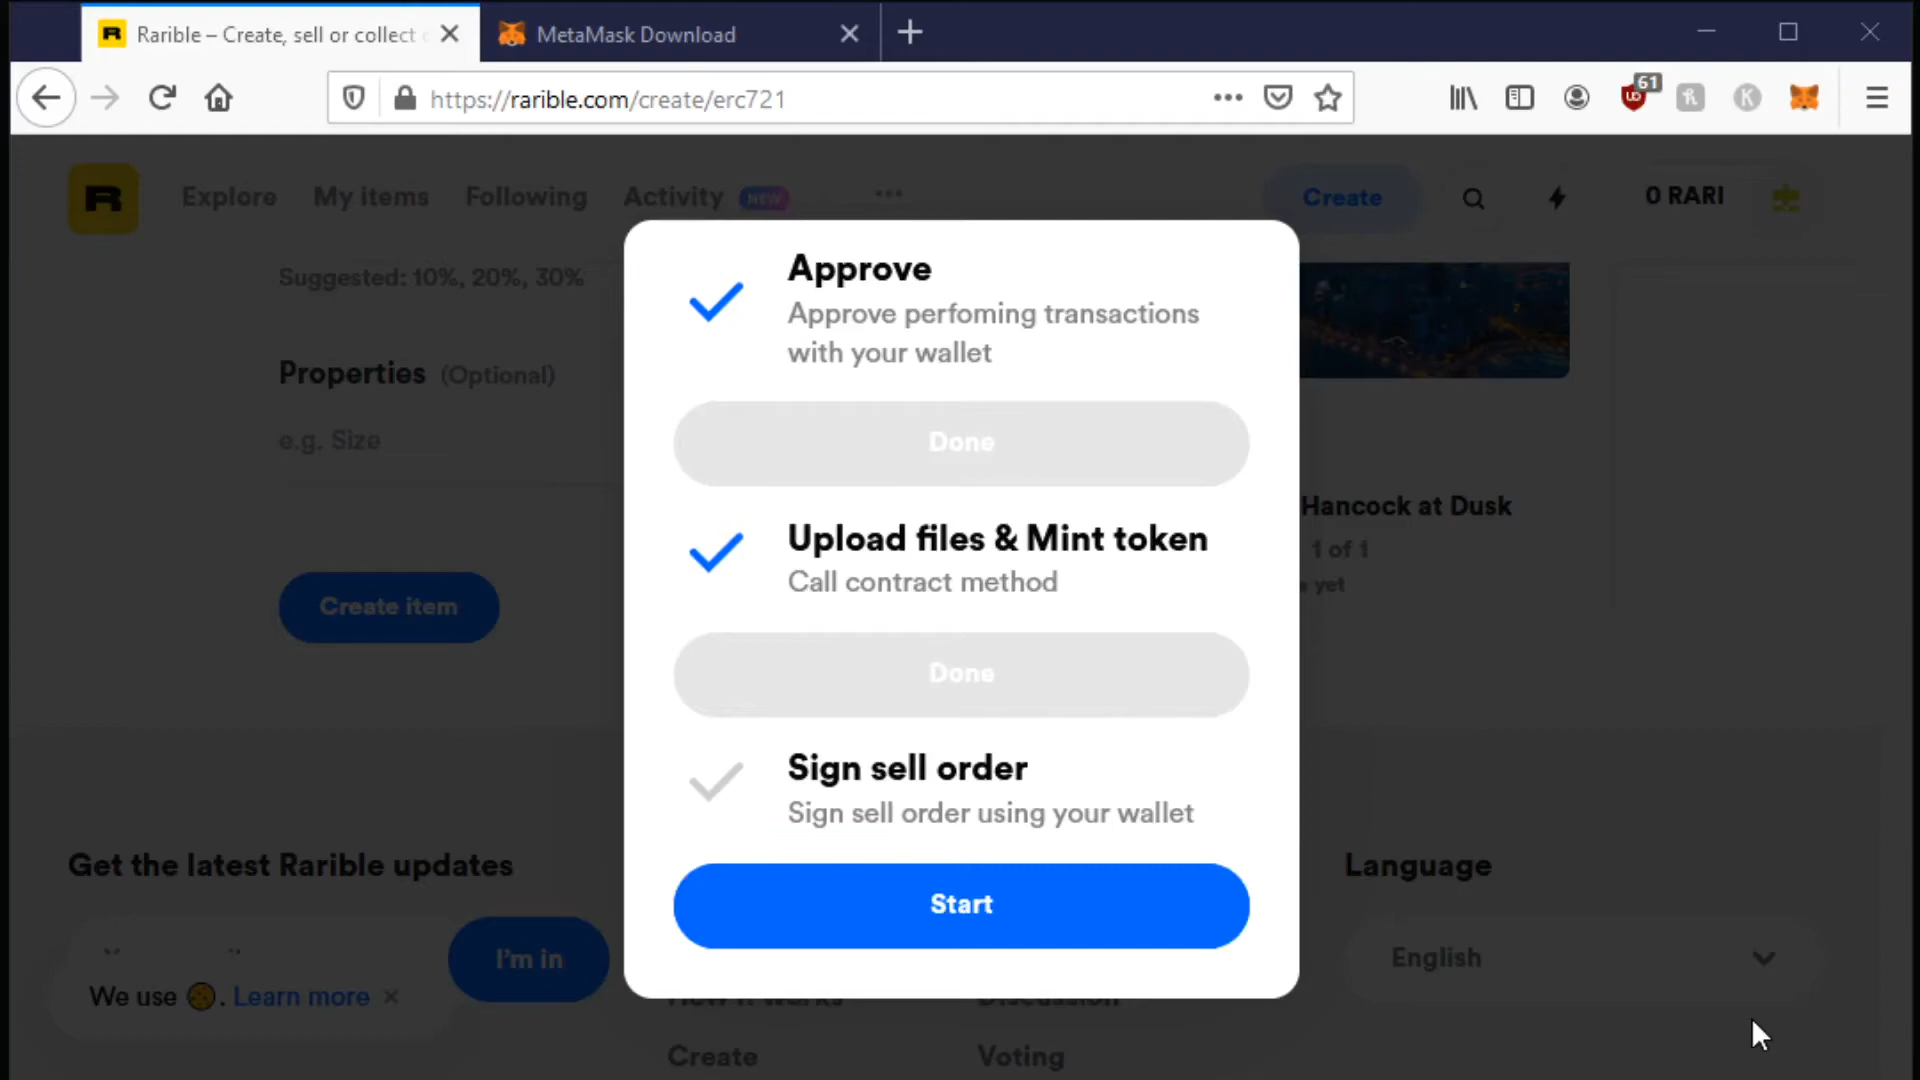 Rarible – Create, sell or collect
MetaMask Download
https://rarible.com/create/erc721
61
R
Explore
My items
Following
Activity
NEW
Create
0 RARI
Suggested: 10%, 20%, 30%
Properties (Optional)
e.g. Size
Create item
Approve
Approve perfoming transactions
with your wallet
Done
Upload files & Mint token
Call contract method
Done
Sign sell order
Sign sell order using your wallet
Start
Hancock at Dusk
1 of 1
yet
Get the latest Rarible updates
I'm in
We use 🍪. Learn more
How it works
Discussion
Create
Voting
Language
English